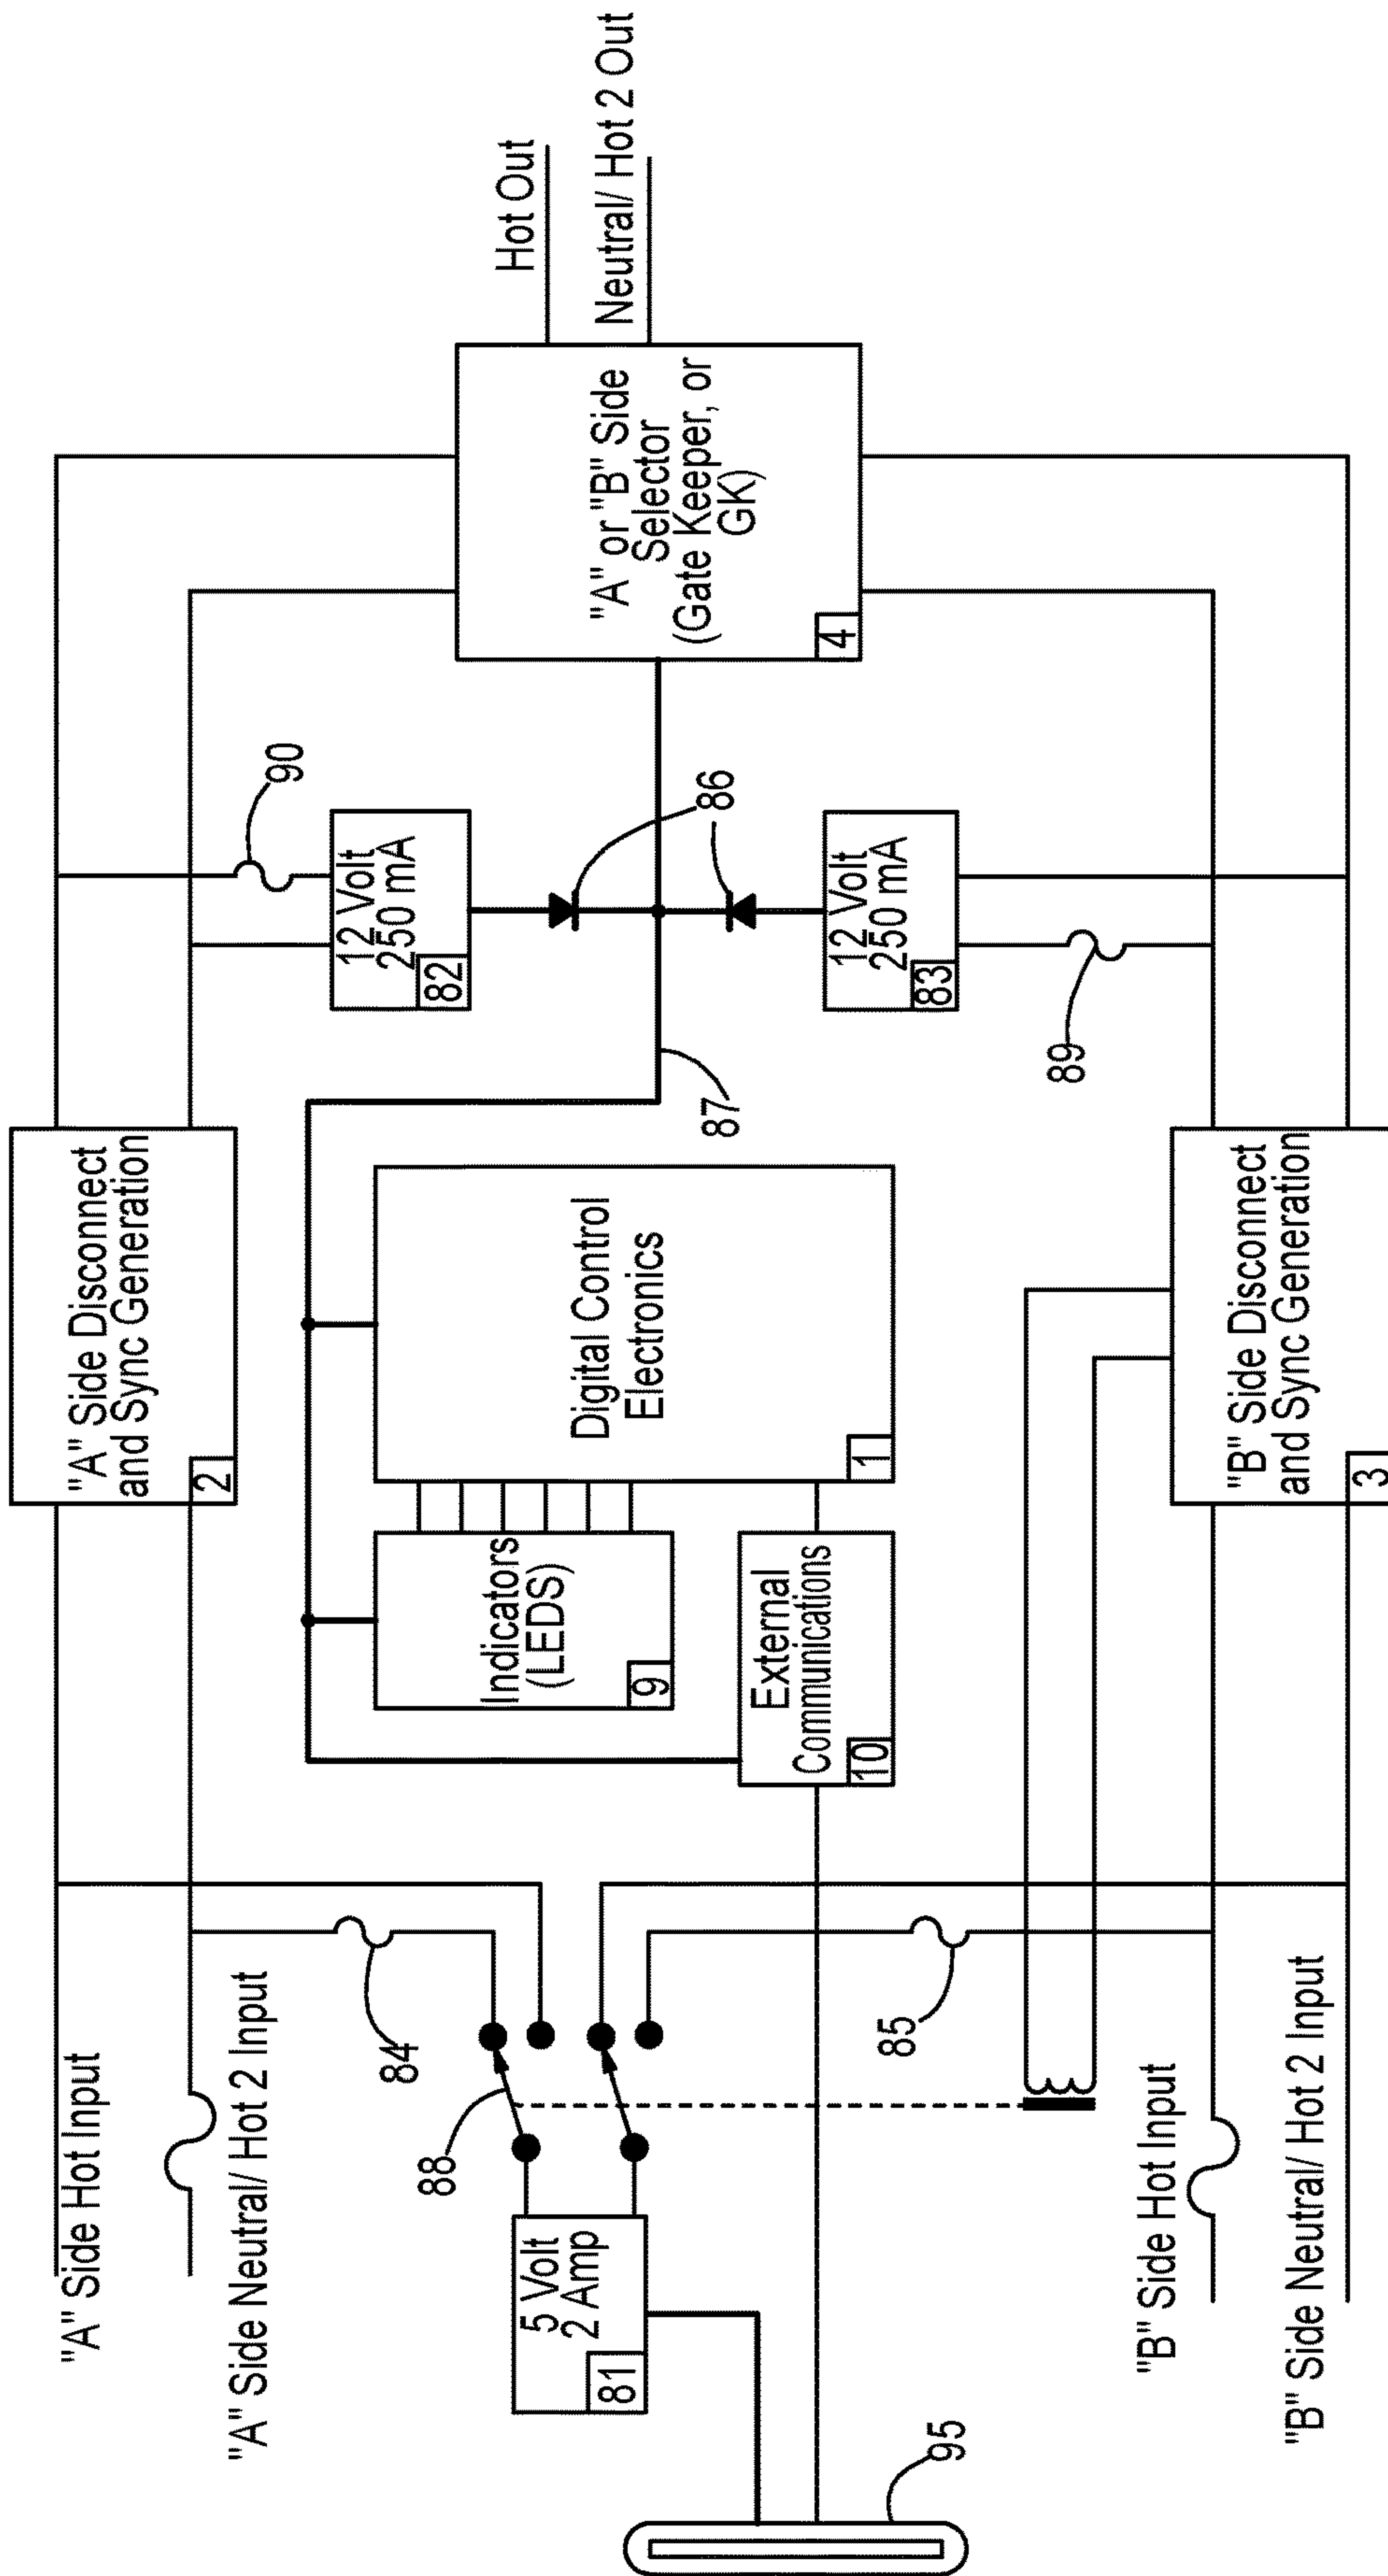 "A" Side Hot Input
"A" Side Neutral/ Hot 2 Input
"A" Side Disconnect
and Sync Generation
2
84
88
5 Volt
2 Amp
81
95
Indicators
(LEDS)
9
External
Communications
10
Digital Control
Electronics
1
90
12 Volt
250 mA
82
86
87
12 Volt
250 mA
83
89
"A" or "B" Side
Selector
(Gate Keeper, or
GK)
4
Hot Out
Neutral/ Hot 2 Out
85
"B" Side Hot Input
"B" Side Neutral/ Hot 2 Input
"B" Side Disconnect
and Sync Generation
3